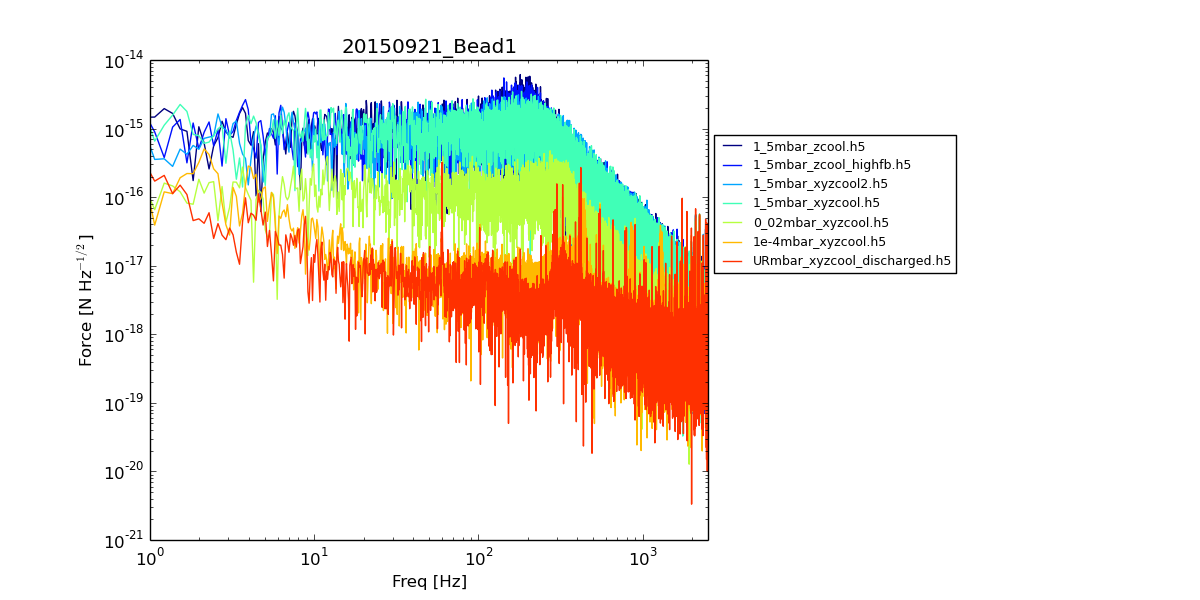 20150921_Bead1
10^-14
10^-15
10^-16
10^-17
10^-18
10^-19
10^-20
10^-21
Force [N Hz^-1/2 ]
10^0
10^1
10^2
10^3
Freq [Hz]
1_5mbar_zcool.h5
1_5mbar_zcool_highfb.h5
1_5mbar_xyzcool2.h5
1_5mbar_xyzcool.h5
0_02mbar_xyzcool.h5
1e-4mbar_xyzcool.h5
URmbar_xyzcool_discharged.h5